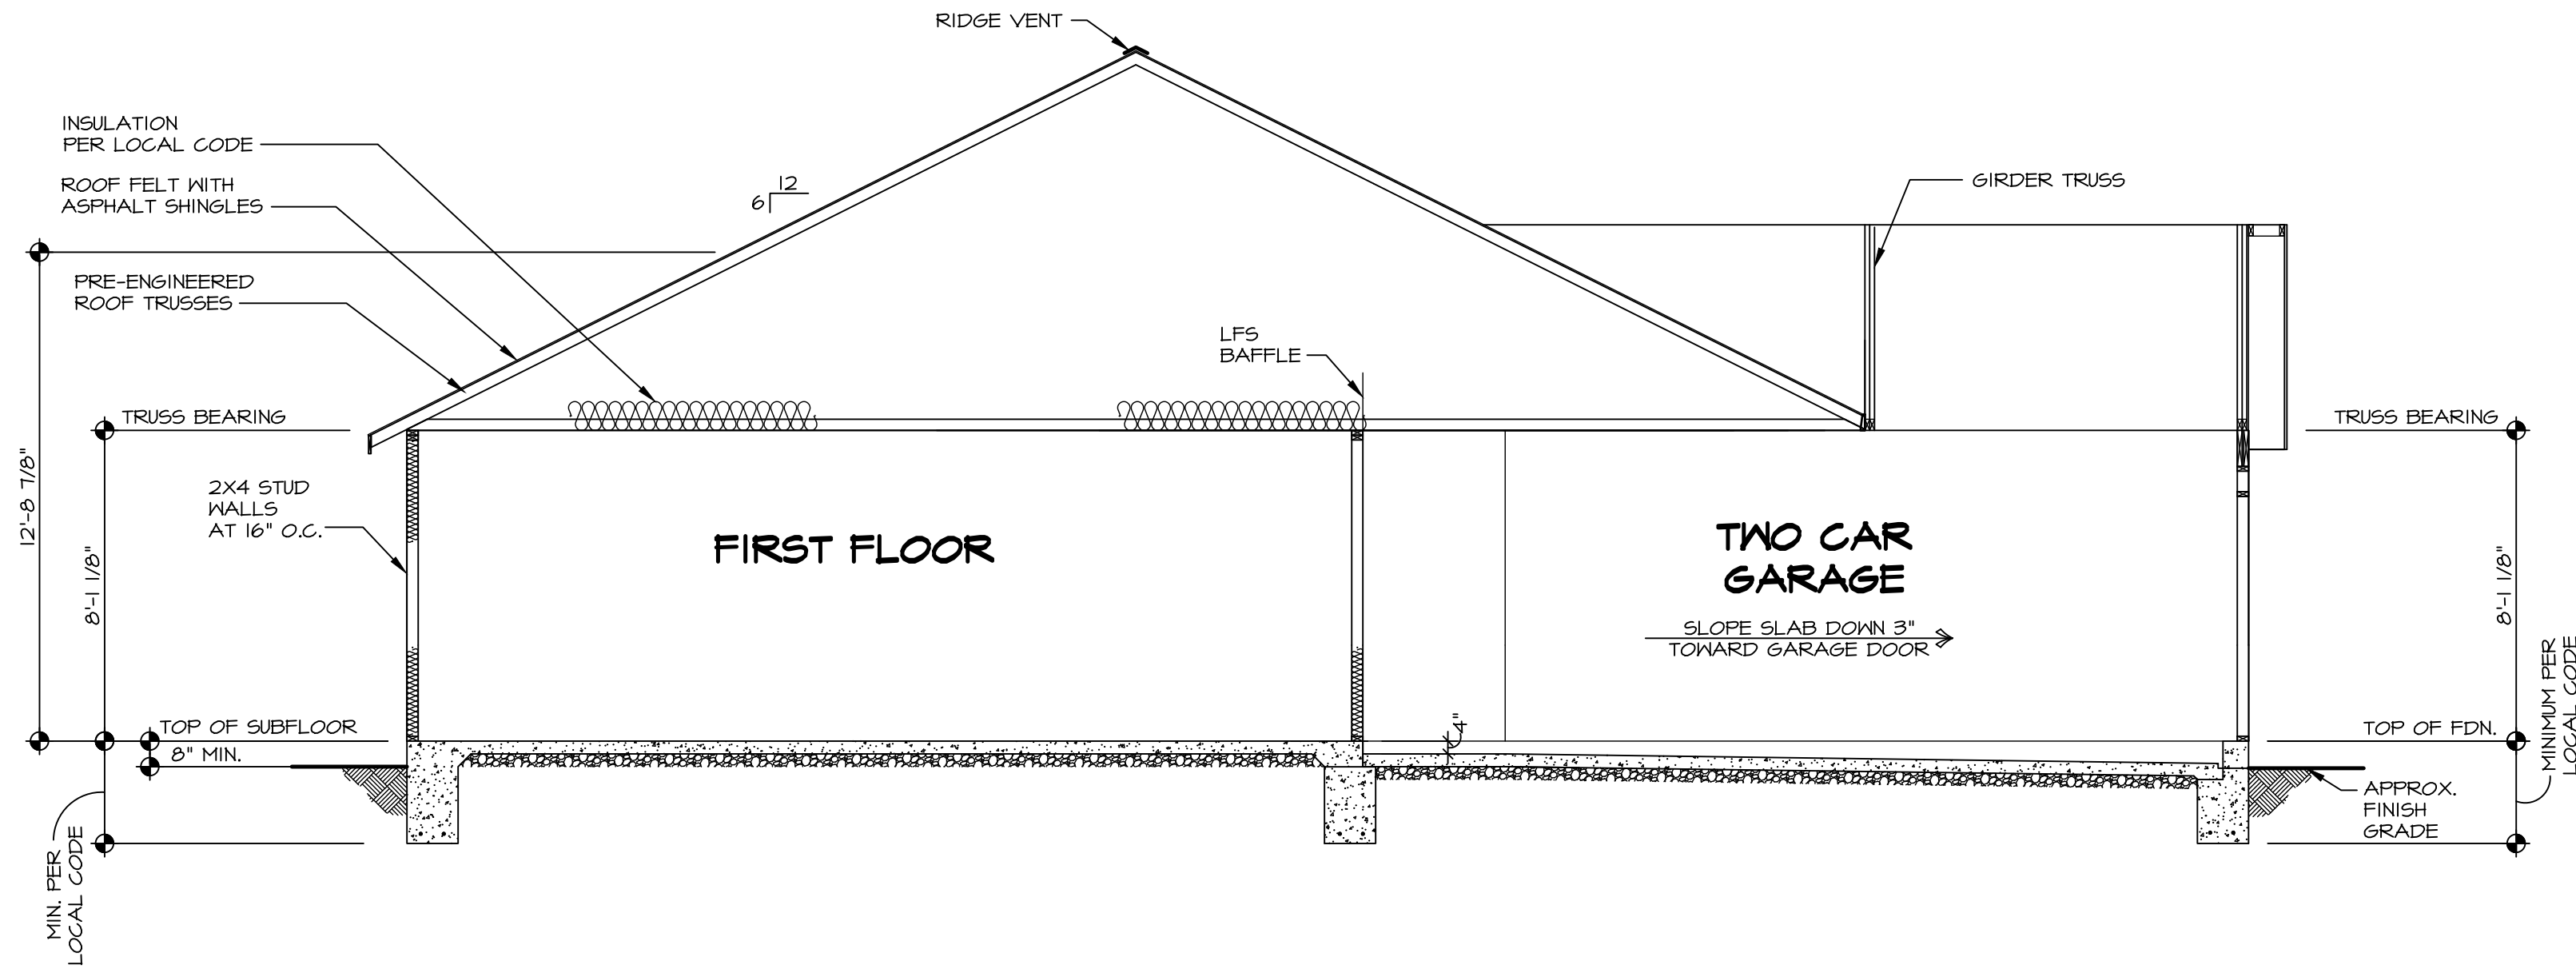 RIDGE VENT
INSULATION
PER LOCAL CODE
ROOF FELT WITH
ASPHALT SHINGLES
12
6
GIRDER TRUSS
PRE-ENGINEERED
ROOF TRUSSES
LFS
BAFFLE
TRUSS BEARING
TRUSS BEARING
12'-8 7/8"
2X4 STUD
WALLS
AT 16" O.C.
8'-1 1/8"
FIRST FLOOR
TWO CAR
GARAGE
SLOPE SLAB DOWN 3"
TOWARD GARAGE DOOR
8'-1 1/8"
TOP OF SUBFLOOR
8" MIN.
4"
TOP OF FDN.
MINIMUM PER
LOCAL CODE
APPROX.
FINISH
GRADE
MIN. PER
LOCAL CODE